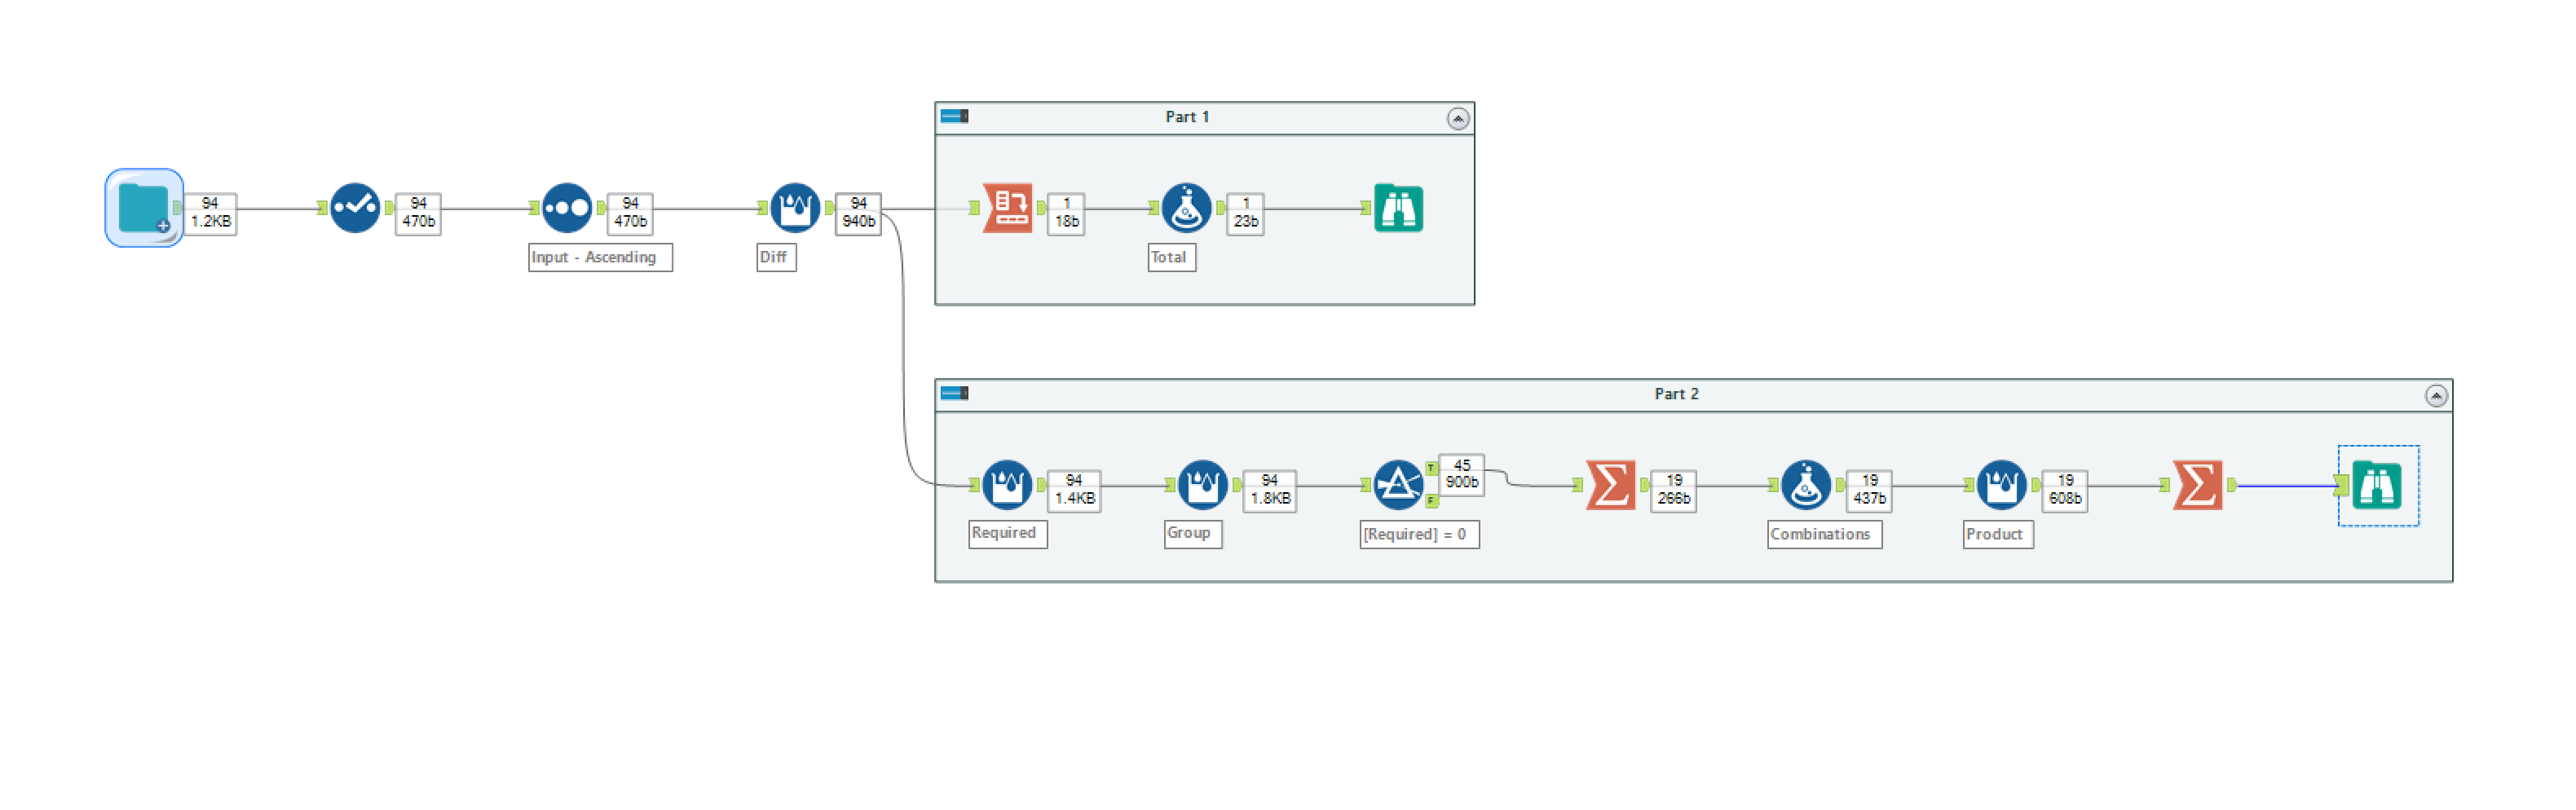 Part 1
94
1.2KB
94
470b
94
470b
94
940b
1
18b
1
23b
Input - Ascending
Diff
Total
Part 2
94
1.4KB
94
1.8KB
T
F
45
900b
19
266b
19
437b
19
608b
Required
Group
[Required] = 0
Combinations
Product